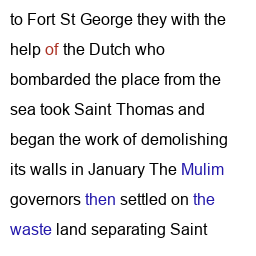 to Fort St George they with the
help of the Dutch who
bombarded the place from the
sea took Saint Thomas and
began the work of demolishing
its walls in January The Mulim
governors then settled on the
waste land separating Saint